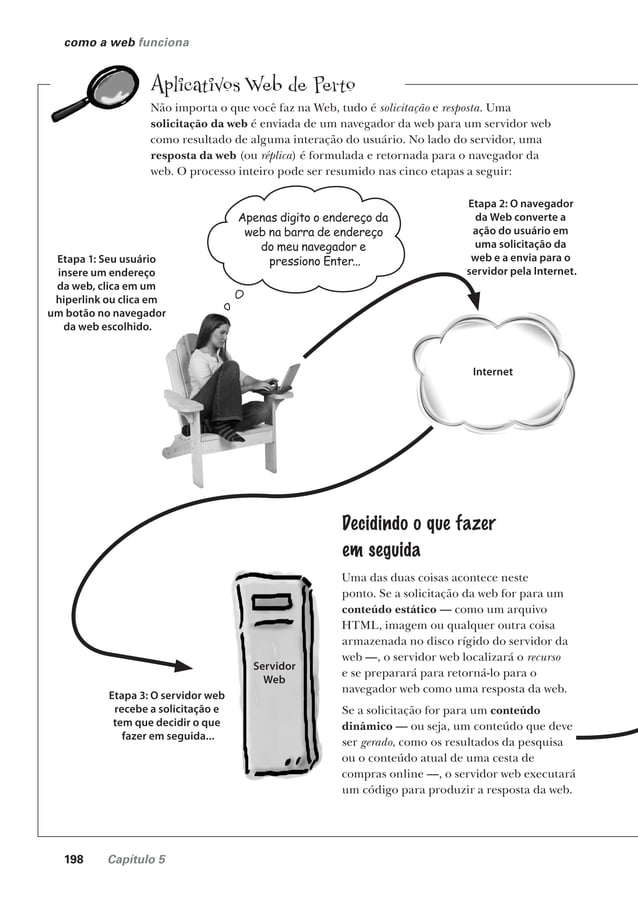 como a web funciona
Aplicativos Web de Perto
Não importa o que você faz na Web, tudo é solicitação e resposta. Uma
solicitação da web é enviada de um navegador da web para um servidor web
como resultado de alguma interação do usuário. No lado do servidor, uma
resposta da web (ou réplica) é formulada e retornada para o navegador da
web. O processo inteiro pode ser resumido nas cinco etapas a seguir:
Apenas digito o endereço da
web na barra de endereço
do meu navegador e
pressiono Enter...
Etapa 2: O navegador
da Web converte a
ação do usuário em
uma solicitação da
web e a envia para o
servidor pela Internet.
Etapa 1: Seu usuário
insere um endereço
da web, clica em um
hiperlink ou clica em
um botão no navegador
da web escolhido.
Internet
Decidindo o que fazer
em seguida
Uma das duas coisas acontece neste
ponto. Se a solicitação da web for para um
conteúdo estático — como um arquivo
HTML, imagem ou qualquer outra coisa
armazenada no disco rígido do servidor da
web —, o servidor web localizará o recurso
e se preparará para retorná-lo para o
navegador web como uma resposta da web.
Se a solicitação for para um conteúdo
dinâmico — ou seja, um conteúdo que deve
ser gerado, como os resultados da pesquisa
ou o conteúdo atual de uma cesta de
compras online —, o servidor web executará
um código para produzir a resposta da web.
Servidor
Web
Etapa 3: O servidor web
recebe a solicitação e
tem que decidir o que
fazer em seguida...
198 Capítulo 5